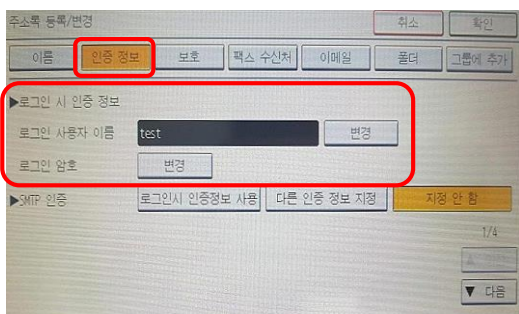 주소록 등록/변경 취소 확인
이름 인증 정보 보호 팩스 수신처 이메일 폴더 그룹에 추가
▶로그인 시 인증 정보
로그인 사용자 이름 test 변경
로그인 암호 변경
▶SMTP 인증 로그인시 인증정보 사용 다른 인증 정보 지정 지정 안 함
1/4
▲
▼ 다음